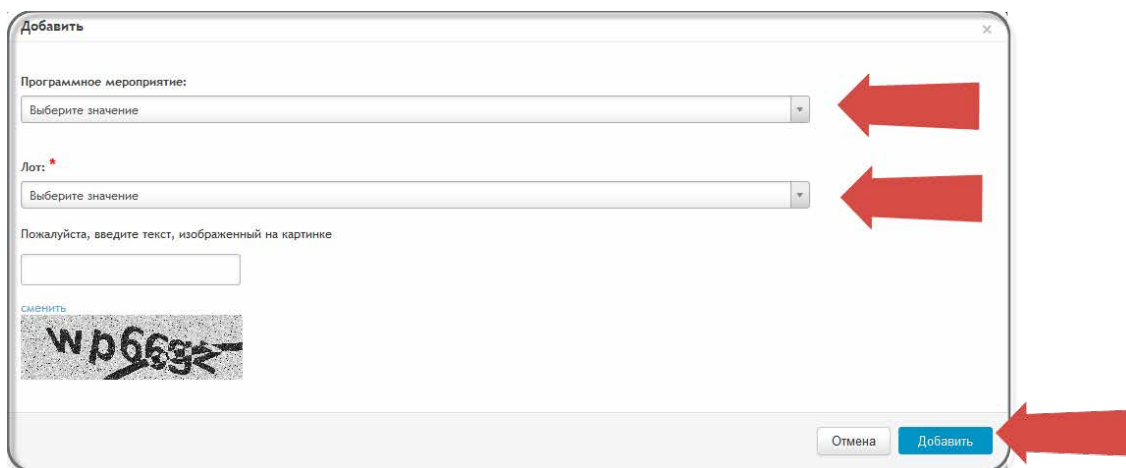 Добавить
×
Программное мероприятие:
Выберите значение
Лот: *
Выберите значение
Пожалуйста, введите текст, изображенный на картинке
сменить
Отмена Добавить